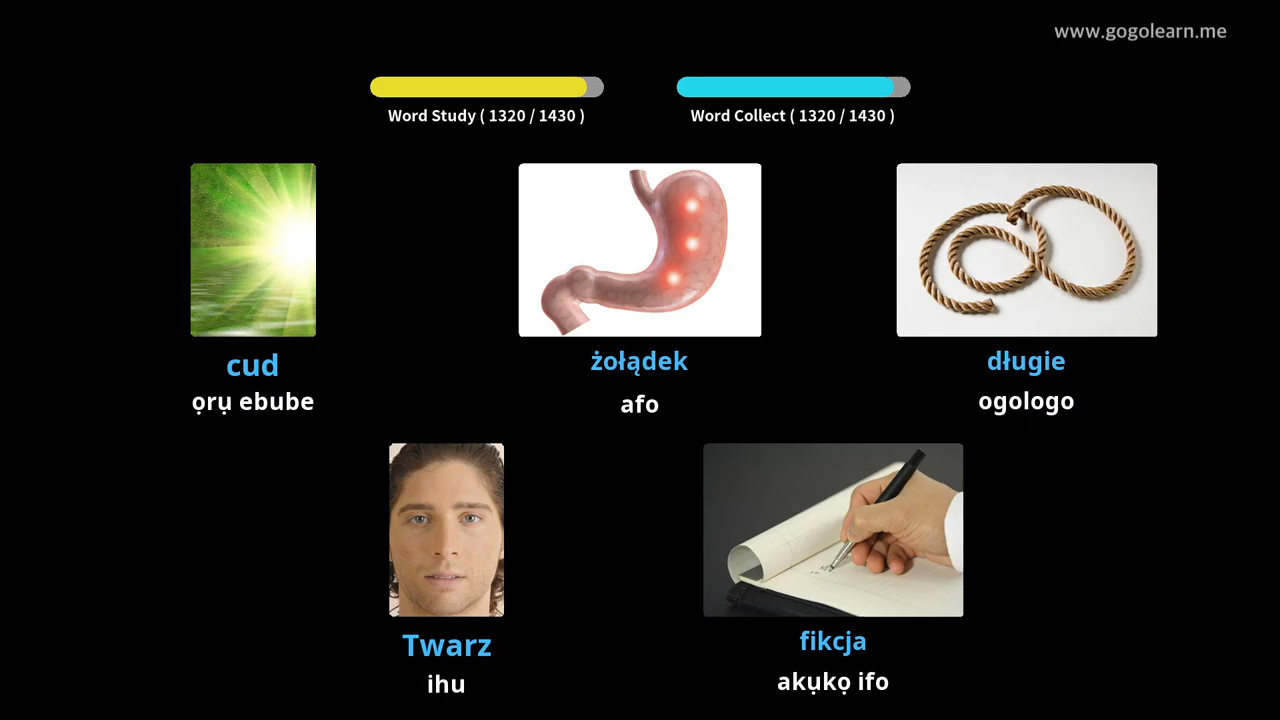 www.gogolearn.me
Word Study ( 1320 / 1430 )
Word Collect ( 1320 / 1430 )
cud
ọrụ ebube
żołądek
afo
długie
ogologo
Twarz
ihu
fikcja
akụkọ ifo